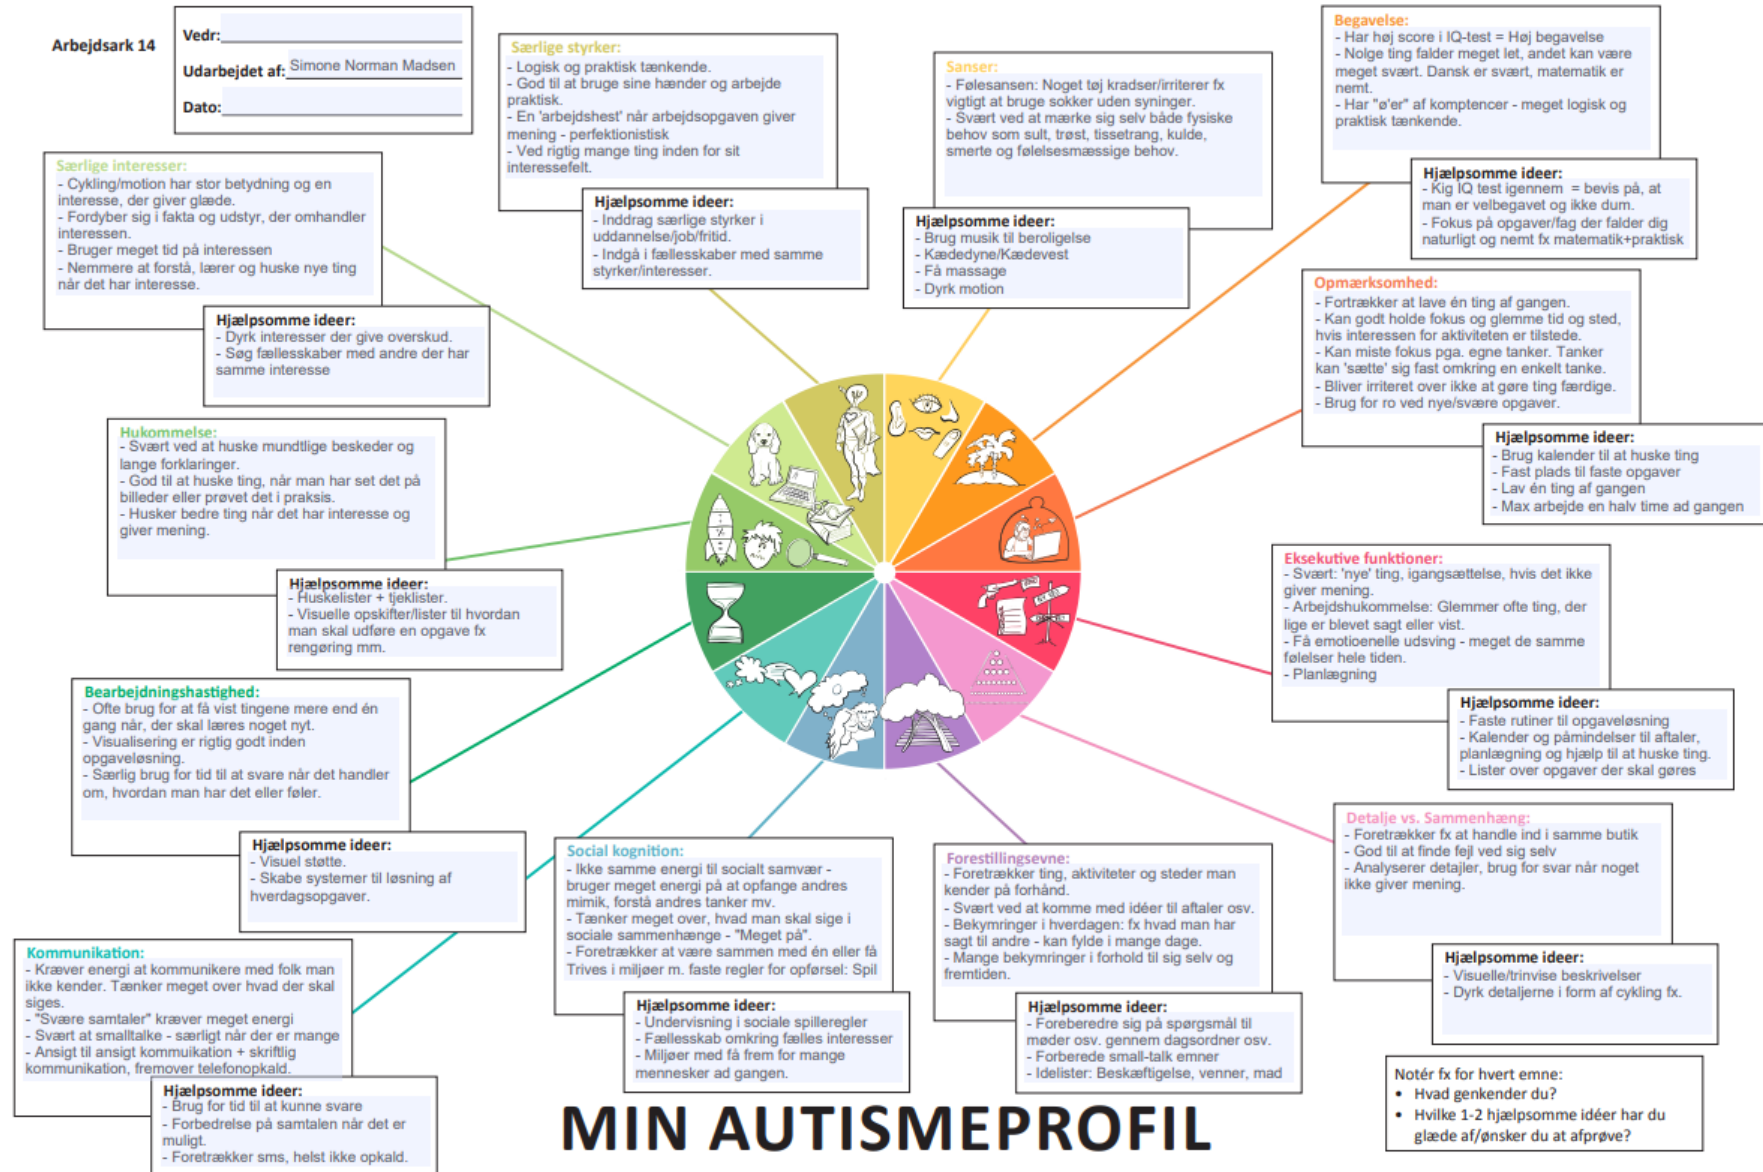 Arbejdsark 14
Vedr:
Udarbejdet af: Simone Norman Madsen
Dato:
Særlige styrker:
- Logisk og praktisk tænkende.
- God til at bruge sine hænder og arbejde
praktisk.
- En 'arbejdshest' når arbejdsopgaven giver
mening - perfektionistisk
- Ved rigtig mange ting inden for sit
interessefelt.
Hjælpsomme ideer:
- Inddrag særlige styrker i
uddannelse/job/fritid.
- Indgå i fællesskaber med samme
styrker/interesser.
Sanser:
- Følesansen: Noget tøj kradser/irriterer fx
vigtigt at bruge sokker uden syninger.
- Svært ved at mærke sig selv både fysiske
behov som sult, trøst, tissetrang, kulde,
smerte og følelsesmæssige behov.
Hjælpsomme ideer:
- Brug musik til beroligelse
- Kædedyne/Kædevest
- Få massage
- Dyrk motion
Begavelse:
- Har høj score i IQ-test = Høj begavelse
- Nolge ting falder meget let, andet kan være
meget svært. Dansk er svært, matematik er
nemt.
- Har "ø'er" af komptencer - meget logisk og
praktisk tænkende.
Hjælpsomme ideer:
- Kig IQ test igennem = bevis på, at
man er velbegavet og ikke dum.
- Fokus på opgaver/fag der falder dig
naturligt og nemt fx matematik+praktisk
Særlige interesser:
- Cykling/motion har stor betydning og en
interesse, der giver glæde.
- Fordyber sig i fakta og udstyr, der omhandler
interessen.
- Bruger meget tid på interessen
- Nemmere at forstå, lærer og huske nye ting
når det har interesse.
Hjælpsomme ideer:
- Dyrk interesser der give overskud.
- Søg fællesskaber med andre der har
samme interesse
Opmærksomhed:
- Fortrækker at lave én ting af gangen.
- Kan godt holde fokus og glemme tid og sted,
hvis interessen for aktiviteten er tilstede.
- Kan miste fokus pga. egne tanker. Tanker
kan 'sætte' sig fast omkring en enkelt tanke.
- Bliver irriteret over ikke at gøre ting færdige.
- Brug for ro ved nye/svære opgaver.
Hjælpsomme ideer:
- Brug kalender til at huske ting
- Fast plads til faste opgaver
- Lav én ting af gangen
- Max arbejde en halv time ad gangen
Hukommelse:
- Svært ved at huske mundtlige beskeder og
lange forklaringer.
- God til at huske ting, når man har set det på
billeder eller prøvet det i praksis.
- Husker bedre ting når det har interesse og
giver mening.
Hjælpsomme ideer:
- Huskelister + tjeklister.
- Visuelle opskifter/lister til hvordan
man skal udføre en opgave fx
rengøring mm.
Eksekutive funktioner:
- Svært: 'nye' ting, igangsættelse, hvis det ikke
giver mening.
- Arbejdshukommelse: Glemmer ofte ting, der
lige er blevet sagt eller vist.
- Få emotioenelle udsving - meget de samme
følelser hele tiden.
- Planlægning
Hjælpsomme ideer:
- Faste rutiner til opgaveløsning
- Kalender og påmindelser til aftaler,
planlægning og hjælp til at huske ting.
- Lister over opgaver der skal gøres
Bearbejdningshastighed:
- Ofte brug for at få vist tingene mere end én
gang når, der skal læres noget nyt.
- Visualisering er rigtig godt inden
opgaveløsning.
- Særlig brug for tid til at svare når det handler
om, hvordan man har det eller føler.
Hjælpsomme ideer:
- Visuel støtte.
- Skabe systemer til løsning af
hverdagsopgaver.
Detalje vs. Sammenhæng:
- Foretrækker fx at handle ind i samme butik
- God til at finde fejl ved sig selv
- Analyserer detaljer, brug for svar når noget
ikke giver mening.
Hjælpsomme ideer:
- Visuelle/trinvise beskrivelser
- Dyrk detaljerne i form af cykling fx.
Social kognition:
- Ikke samme energi til socialt samvær -
bruger meget energi på at opfange andres
mimik, forstå andres tanker mv.
- Tænker meget over, hvad man skal sige i
sociale sammenhænge - "Meget på".
- Foretrækker at være sammen med én eller få
Trives i miljøer m. faste regler for opførsel: Spil
Hjælpsomme ideer:
- Undervisning i sociale spilleregler
- Fællesskab omkring fælles interesser
- Miljøer med få frem for mange
mennesker ad gangen.
Forestillingsevne:
- Foretrækker ting, aktiviteter og steder man
kender på forhånd.
- Svært ved at komme med idéer til aftaler osv.
- Bekymringer i hverdagen: fx hvad man har
sagt til andre - kan fylde i mange dage.
- Mange bekymringer i forhold til sig selv og
fremtiden.
Hjælpsomme ideer:
- Foreberedre sig på spørgsmål til
møder osv. gennem dagsordner osv.
- Forberede small-talk emner
- Idelister: Beskæftigelse, venner, mad
Kommunikation:
- Kræver energi at kommunikere med folk man
ikke kender. Tænker meget over hvad der skal
siges.
- "Svære samtaler" kræver meget energi
- Svært at smalltalke - særligt når der er mange
- Ansigt til ansigt kommuikation + skriftlig
kommunikation, fremover telefonopkald.
Hjælpsomme ideer:
- Brug for tid til at kunne svare
- Forbedrelse på samtalen når det er
muligt.
- Foretrækker sms, helst ikke opkald.
Notér fx for hvert emne:
• Hvad genkender du?
• Hvilke 1-2 hjælpsomme idéer har du
glæde af/ønsker du at afprøve?
MIN AUTISMEPROFIL